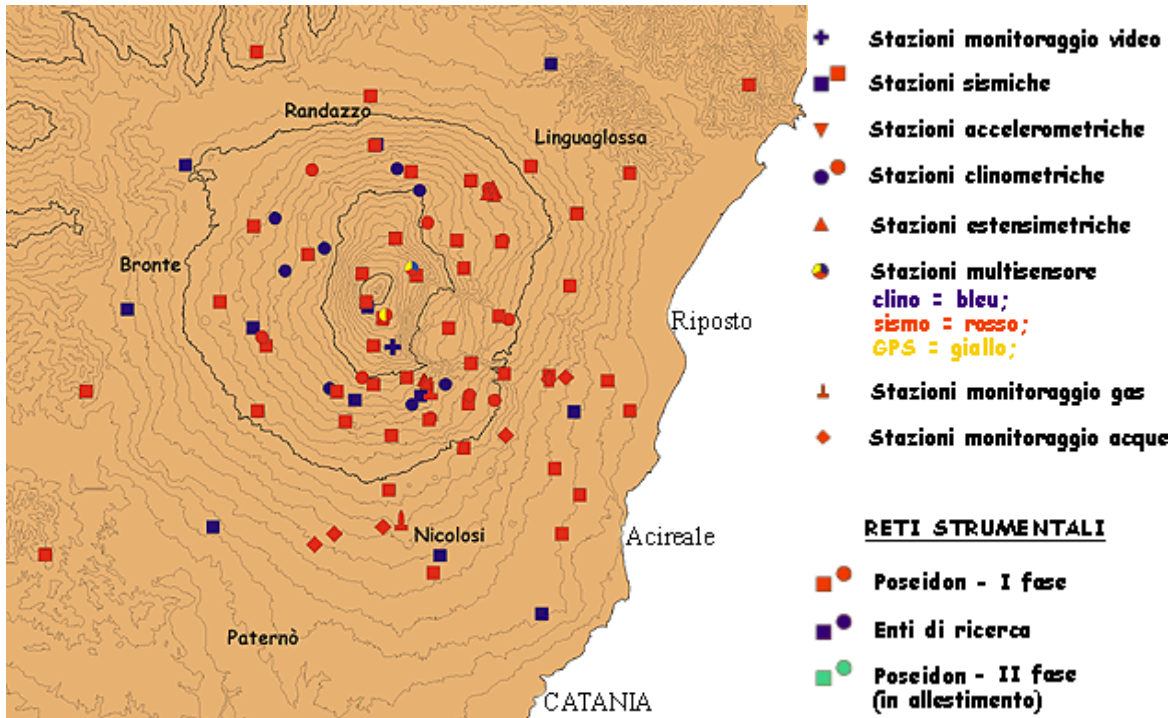 Randazzo
Linguaglossa
Bronte
Riposto
Nicolosi
Acireale
Paternò
CATANIA
Stazioni monitoraggio video
Stazioni sismiche
Stazioni accelerometriche
Stazioni clinometriche
Stazioni estensimetriche
Stazioni multisensore
clino = bleu;
sismo = rosso;
GPS = giallo;
Stazioni monitoraggio gas
Stazioni monitoraggio acque
RETI STRUMENTALI
Poseidon - I fase
Enti di ricerca
Poseidon - II fase
(in allestimento)